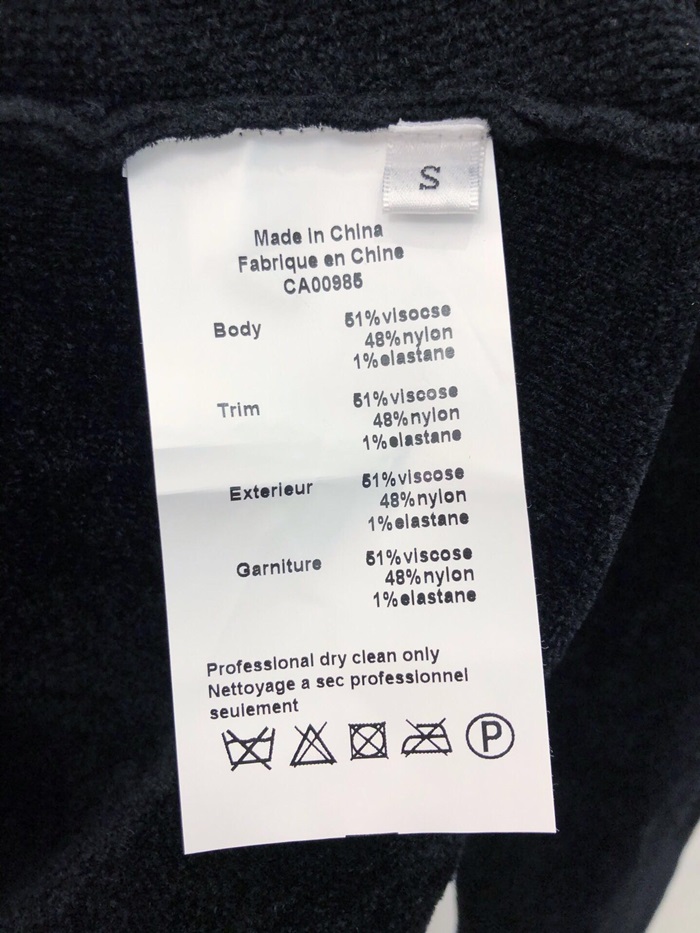 S
Made in China
Fabrique en Chine
CA00985
Body 51%visocse
48%nylon
1%elastane
Trim 51%viscose
48%nylon
1%elastane
Exterieur 51%viscose
48%nylon
1%elastane
Garniture 51%viscose
48%nylon
1%elastane
Professional dry clean only
Nettoyage a sec professionnel
seulement
P